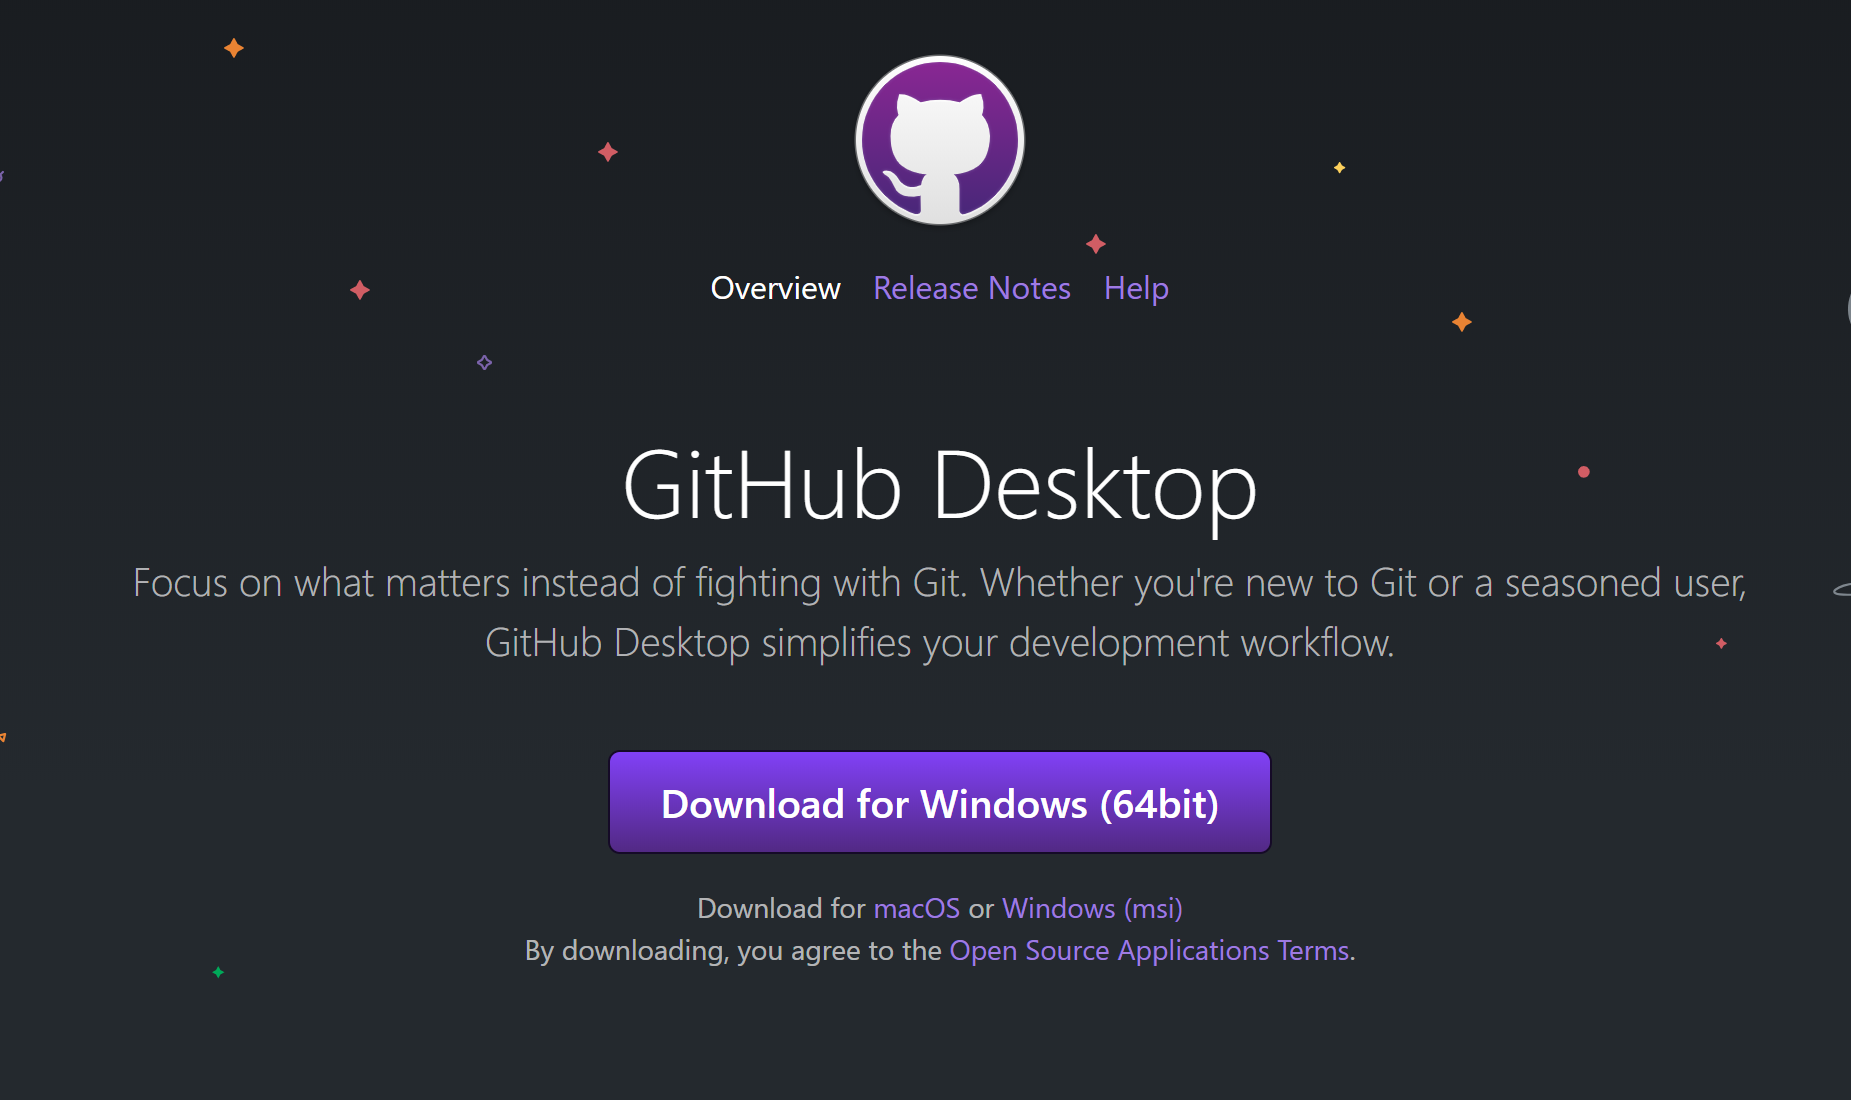 Overview Release Notes Help
GitHub Desktop
Focus on what matters instead of fighting with Git. Whether you're new to Git or a seasoned user,
GitHub Desktop simplifies your development workflow.
Download for Windows (64bit)
Download for macOS or Windows (msi)
By downloading, you agree to the Open Source Applications Terms.